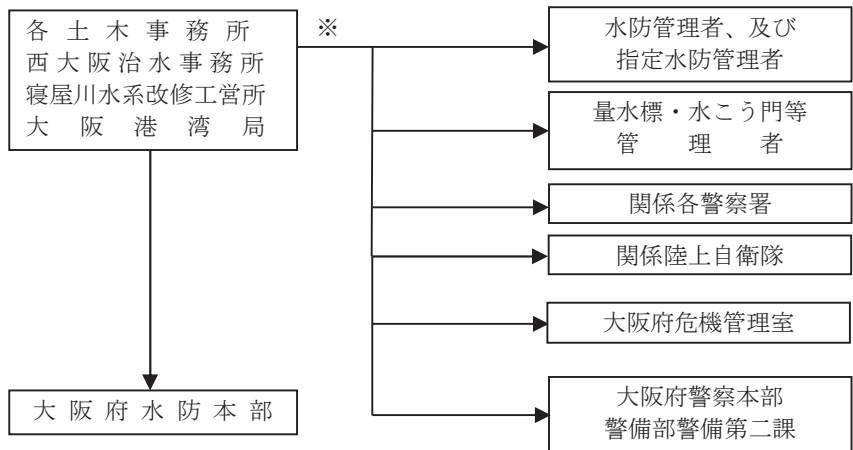 各土木事務所
西大阪治水事務所
寝屋川水系改修工営所
大阪港湾局
※
水防管理者、及び
指定水防管理者
量水標・水こう門等
管理者
関係各警察署
関係陸上自衛隊
大阪府危機管理室
大阪府水防本部
大阪府警察本部
警備部警備第二課